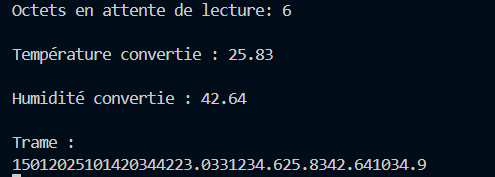 Octets en attente de lecture: 6
Température convertie : 25.83
Humidité convertie : 42.64
Trame :
15012025101420344223.0331234.625.8342.641034.9